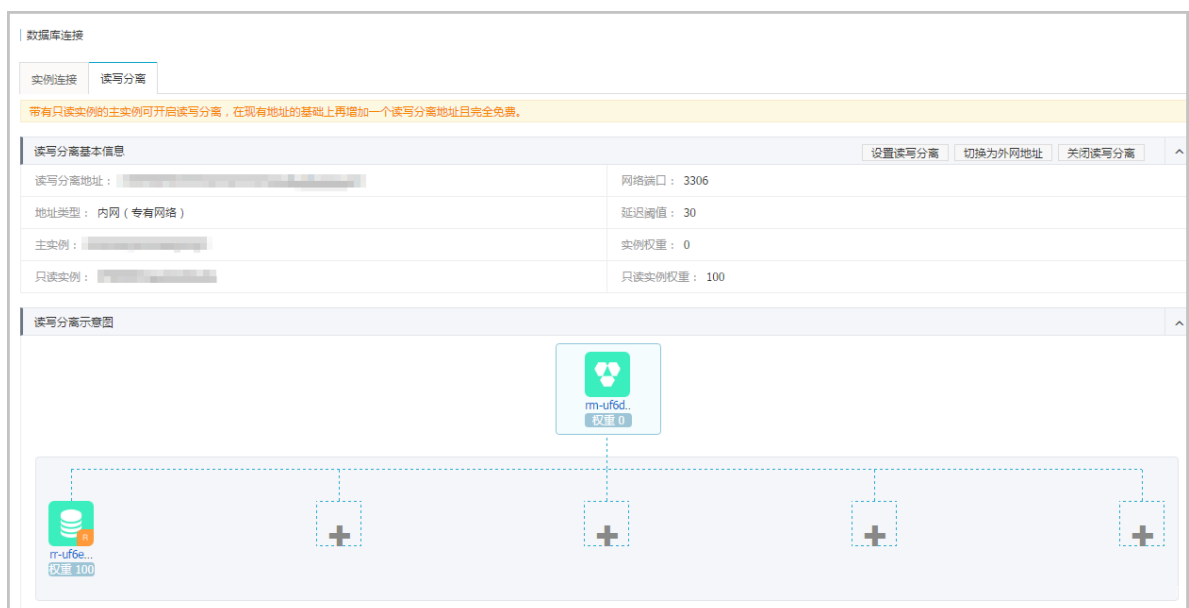 数据库连接
实例连接 读写分离
带有只读实例的主实例可开启读写分离，在现有地址的基础上再增加一个读写分离地址且完全免费。
读写分离基本信息 设置读写分离 切换为外网地址 关闭读写分离
读写分离地址： 网络端口： 3306
地址类型： 内网（专有网络） 延迟阈值： 30
主实例： 实例权重： 0
只读实例： 只读实例权重： 100
读写分离示意图
rm-uf6d..
权重 0
R
rr-uf6e...
权重 100